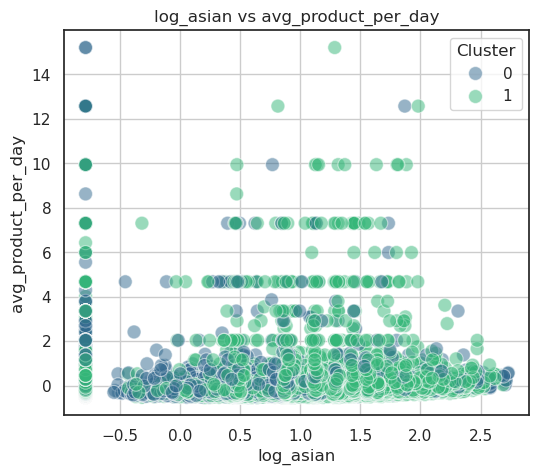 log_asian vs avg_product_per_day
Cluster
0
1
avg_product_per_day
14
12
10
8
6
4
2
0
−0.5 0.0 0.5 1.0 1.5 2.0 2.5
log_asian